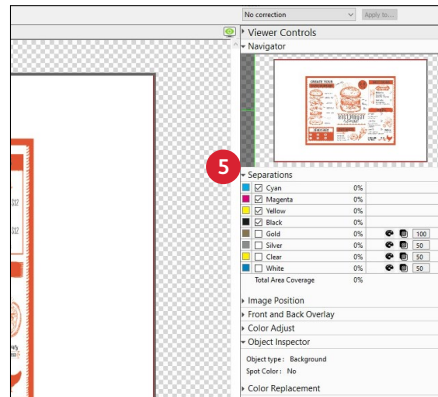 No correction Apply to...
Viewer Controls
Navigator
CREATE YOUR
5
Separations
Cyan 0%
Magenta 0%
Yellow 0%
Black 0%
Gold 0% 100
Silver 0% 50
Clear 0% 50
White 0% 50
Total Area Coverage 0%
Image Position
Front and Back Overlay
Color Adjust
Object Inspector
Object type : Background
Spot Color : No
Color Replacement